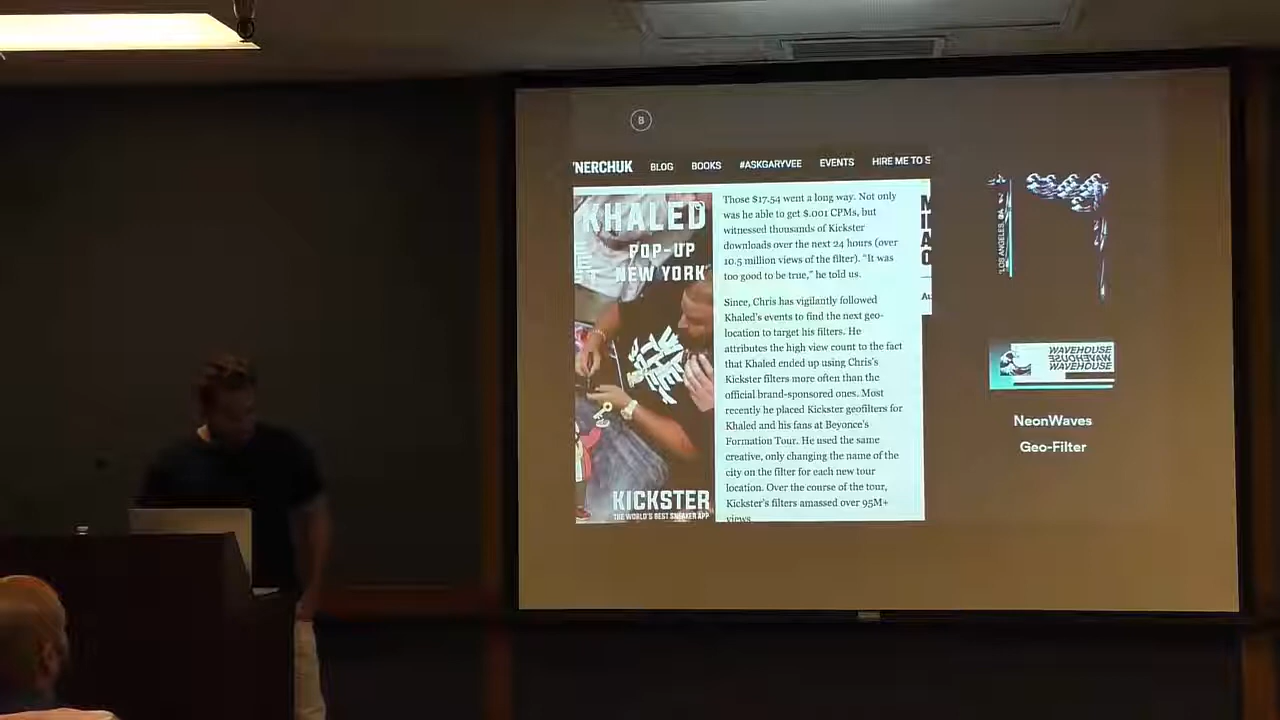 B
'NERCHUK BLOG BOOKS #ASKGARYVEE EVENTS HIRE ME TO S
KHALED
POP-UP
NEW YORK
KICKSTER
THE WORLD'S BEST SNEAKER APP
Those $17.54 went a long way. Not only
was he able to get $.001 CPMs, but
witnessed thousands of Kickster
downloads over the next 24 hours (over
10.5 million views of the filter). “It was
too good to be true,” he told us.
Since, Chris has vigilantly followed
Khaled's events to find the next geo-
location to target his filters. He
attributes the high view count to the fact
that Khaled ended up using Chris's
Kickster filters more often than the
official brand-sponsored ones. Most
recently he placed Kickster geofilters for
Khaled and his fans at Beyonce's
Formation Tour. He used the same
creative, only changing the name of the
city on the filter for each new tour
location. Over the course of the tour,
Kickster's filters amassed over 95M+
views
Au
LOS ANGELES, CA
WAVEHOUSE
WAVEHOUSE
WAVEHOUSE
NeonWaves
Geo-Filter